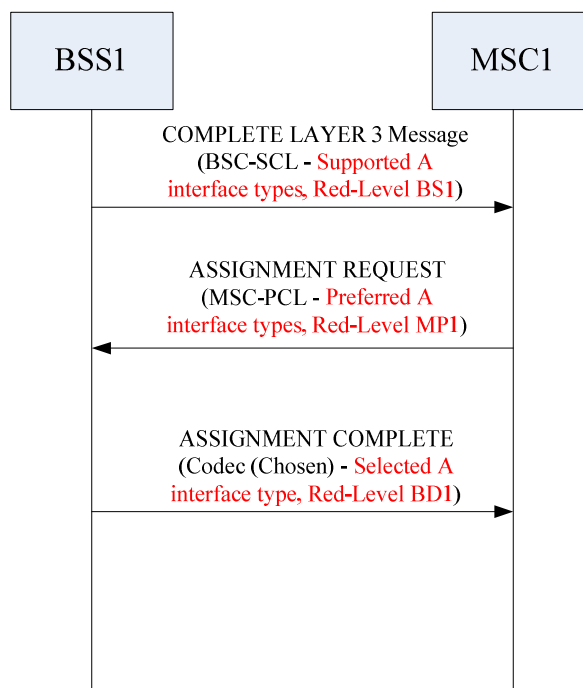 BSS1
MSC1
COMPLETE LAYER 3 Message
(BSC-SCL - Supported A
interface types, Red-Level BS1)
ASSIGNMENT REQUEST
(MSC-PCL - Preferred A
interface types, Red-Level MP1)
ASSIGNMENT COMPLETE
(Codec (Chosen) - Selected A
interface type, Red-Level BD1)